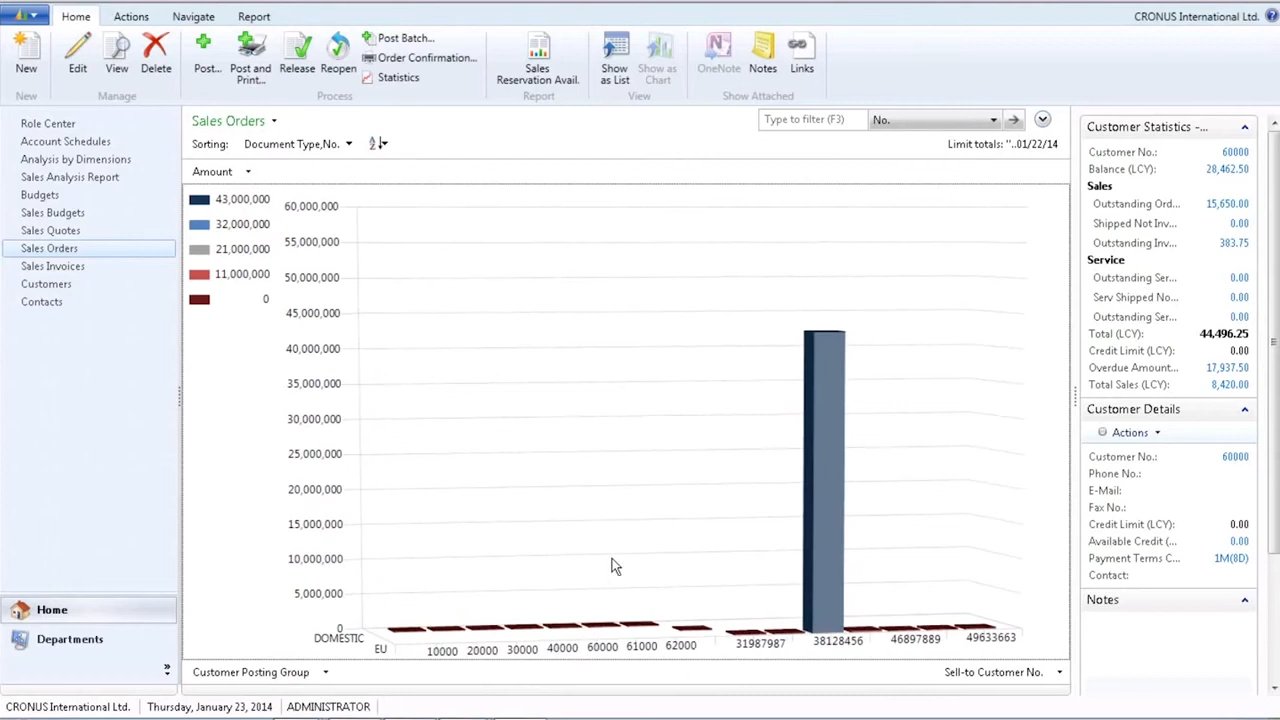 Home Actions Navigate Report CRONUS International Ltd.
New Edit View Delete Post... Post and Print... Release Reopen
Post Batch...
Order Confirmation...
Statistics
Sales Reservation Avail. Show as List Show as Chart OneNote Notes Links
New Manage Process Report View Show Attached
Role Center
Account Schedules
Analysis by Dimensions
Sales Analysis Report
Budgets
Sales Budgets
Sales Quotes
Sales Orders
Sales Invoices
Customers
Contacts
Home
Departments
Sales Orders Type to filter (F3) No.
Sorting: Document Type,No. Limit totals: ''..01/22/14
Amount
43,000,000
32,000,000
21,000,000
11,000,000
0
60,000,000
55,000,000
50,000,000
45,000,000
40,000,000
35,000,000
30,000,000
25,000,000
20,000,000
15,000,000
10,000,000
5,000,000
0
DOMESTIC
EU
10000 20000 30000 40000 60000 61000 62000 31987987 38128456 46897889 49633663
Customer Posting Group Sell-to Customer No.
Customer Statistics -...
Customer No.: 60000
Balance (LCY): 28,462.50
Sales
Outstanding Ord... 15,650.00
Shipped Not Inv... 0.00
Outstanding Inv... 383.75
Service
Outstanding Ser... 0.00
Serv Shipped No... 0.00
Outstanding Ser... 0.00
Total (LCY): 44,496.25
Credit Limit (LCY): 0.00
Overdue Amount... 17,937.50
Total Sales (LCY): 8,420.00
Customer Details
Actions
Customer No.: 60000
Phone No.:
E-Mail:
Fax No.:
Credit Limit (LCY): 0.00
Available Credit (... 0.00
Payment Terms C... 1M(8D)
Contact:
Notes
CRONUS International Ltd. Thursday, January 23, 2014 ADMINISTRATOR